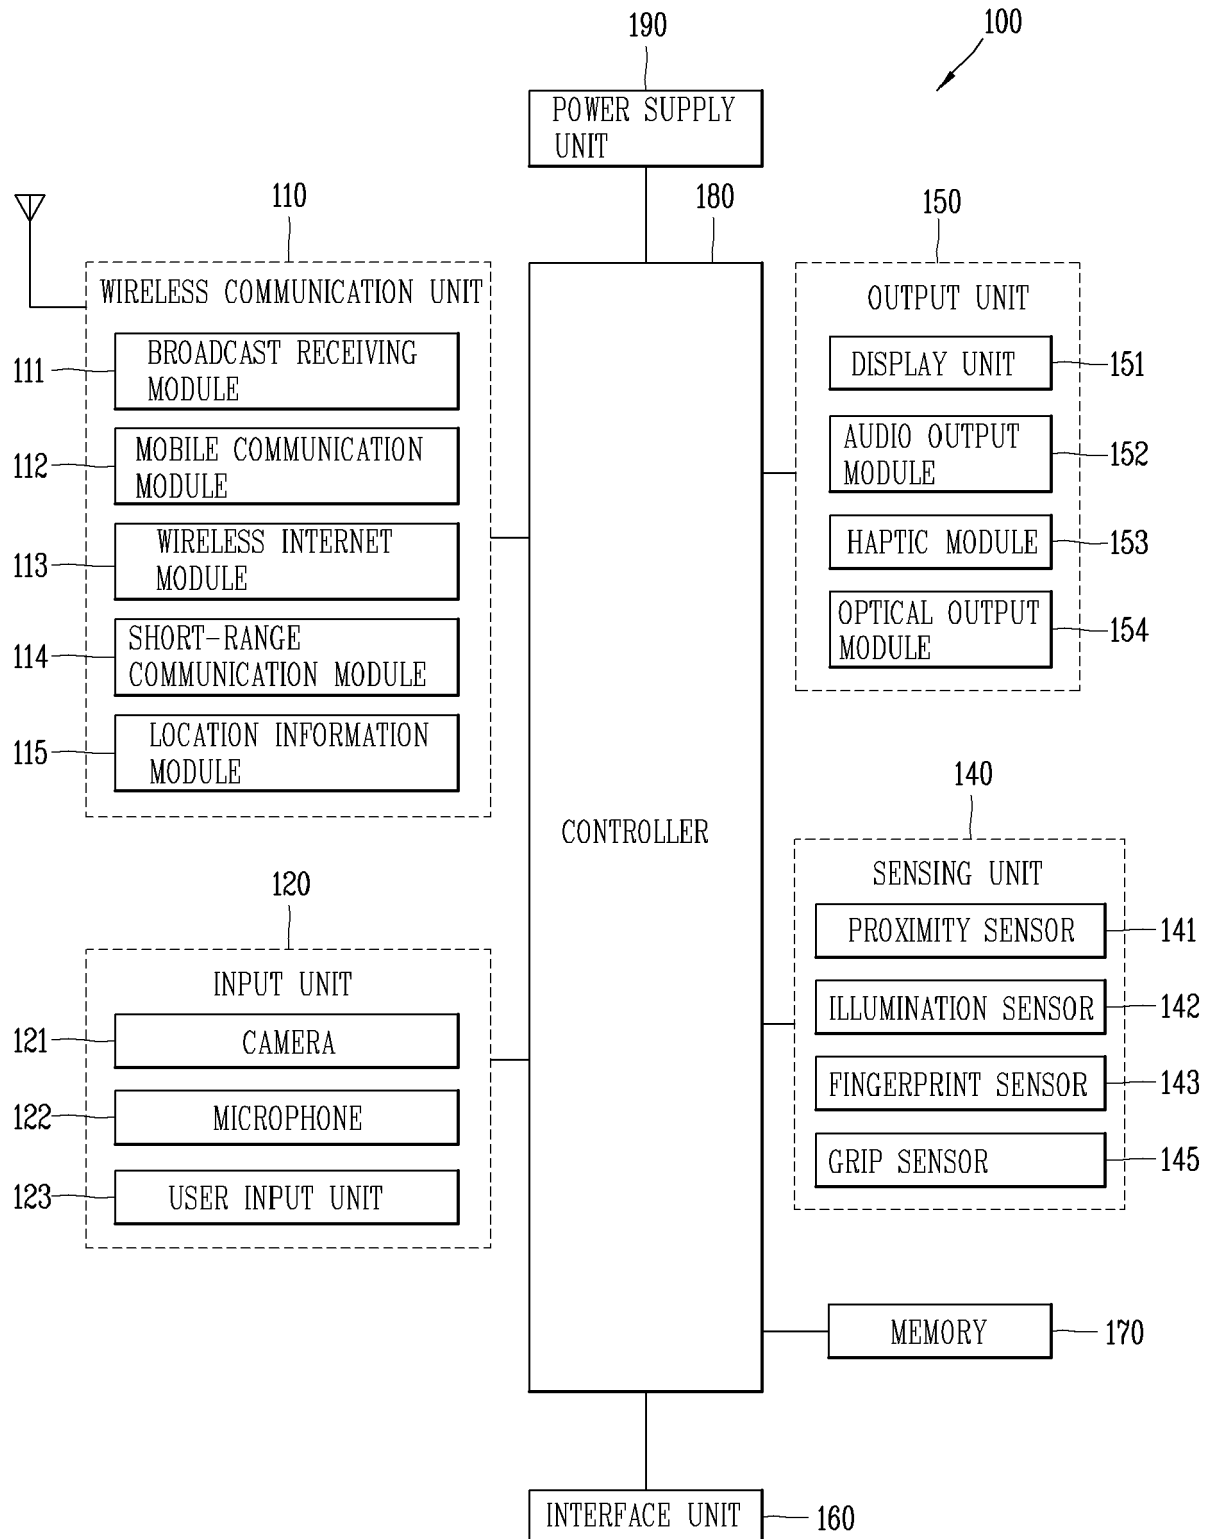 190
100
POWER SUPPLY
UNIT
110
180
150
WIRELESS COMMUNICATION UNIT
111
BROADCAST RECEIVING
MODULE
112
MOBILE COMMUNICATION
MODULE
113
WIRELESS INTERNET
MODULE
114
SHORT-RANGE
COMMUNICATION MODULE
115
LOCATION INFORMATION
MODULE
OUTPUT UNIT
DISPLAY UNIT
151
AUDIO OUTPUT
MODULE
152
HAPTIC MODULE
153
OPTICAL OUTPUT
MODULE
154
CONTROLLER
120
INPUT UNIT
121
CAMERA
122
MICROPHONE
123
USER INPUT UNIT
140
SENSING UNIT
PROXIMITY SENSOR
141
ILLUMINATION SENSOR
142
FINGERPRINT SENSOR
143
GRIP SENSOR
145
MEMORY
170
INTERFACE UNIT
160